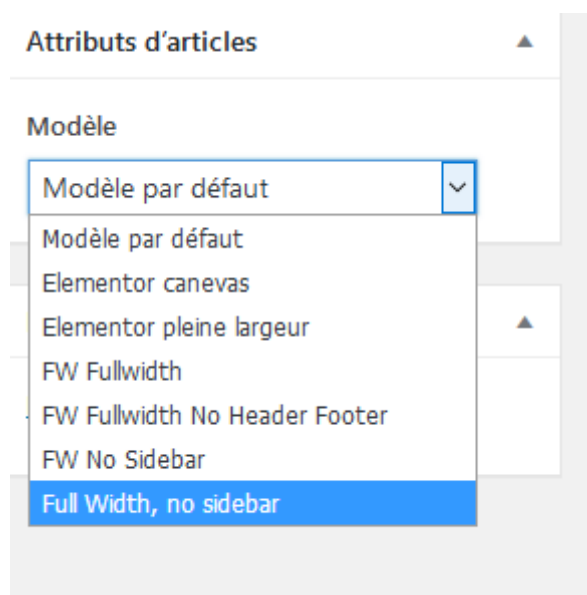 Attributs d'articles
Modèle
Modèle par défaut
Modèle par défaut
Elementor canevas
Elementor pleine largeur
FW Fullwidth
FW Fullwidth No Header Footer
FW No Sidebar
Full Width, no sidebar